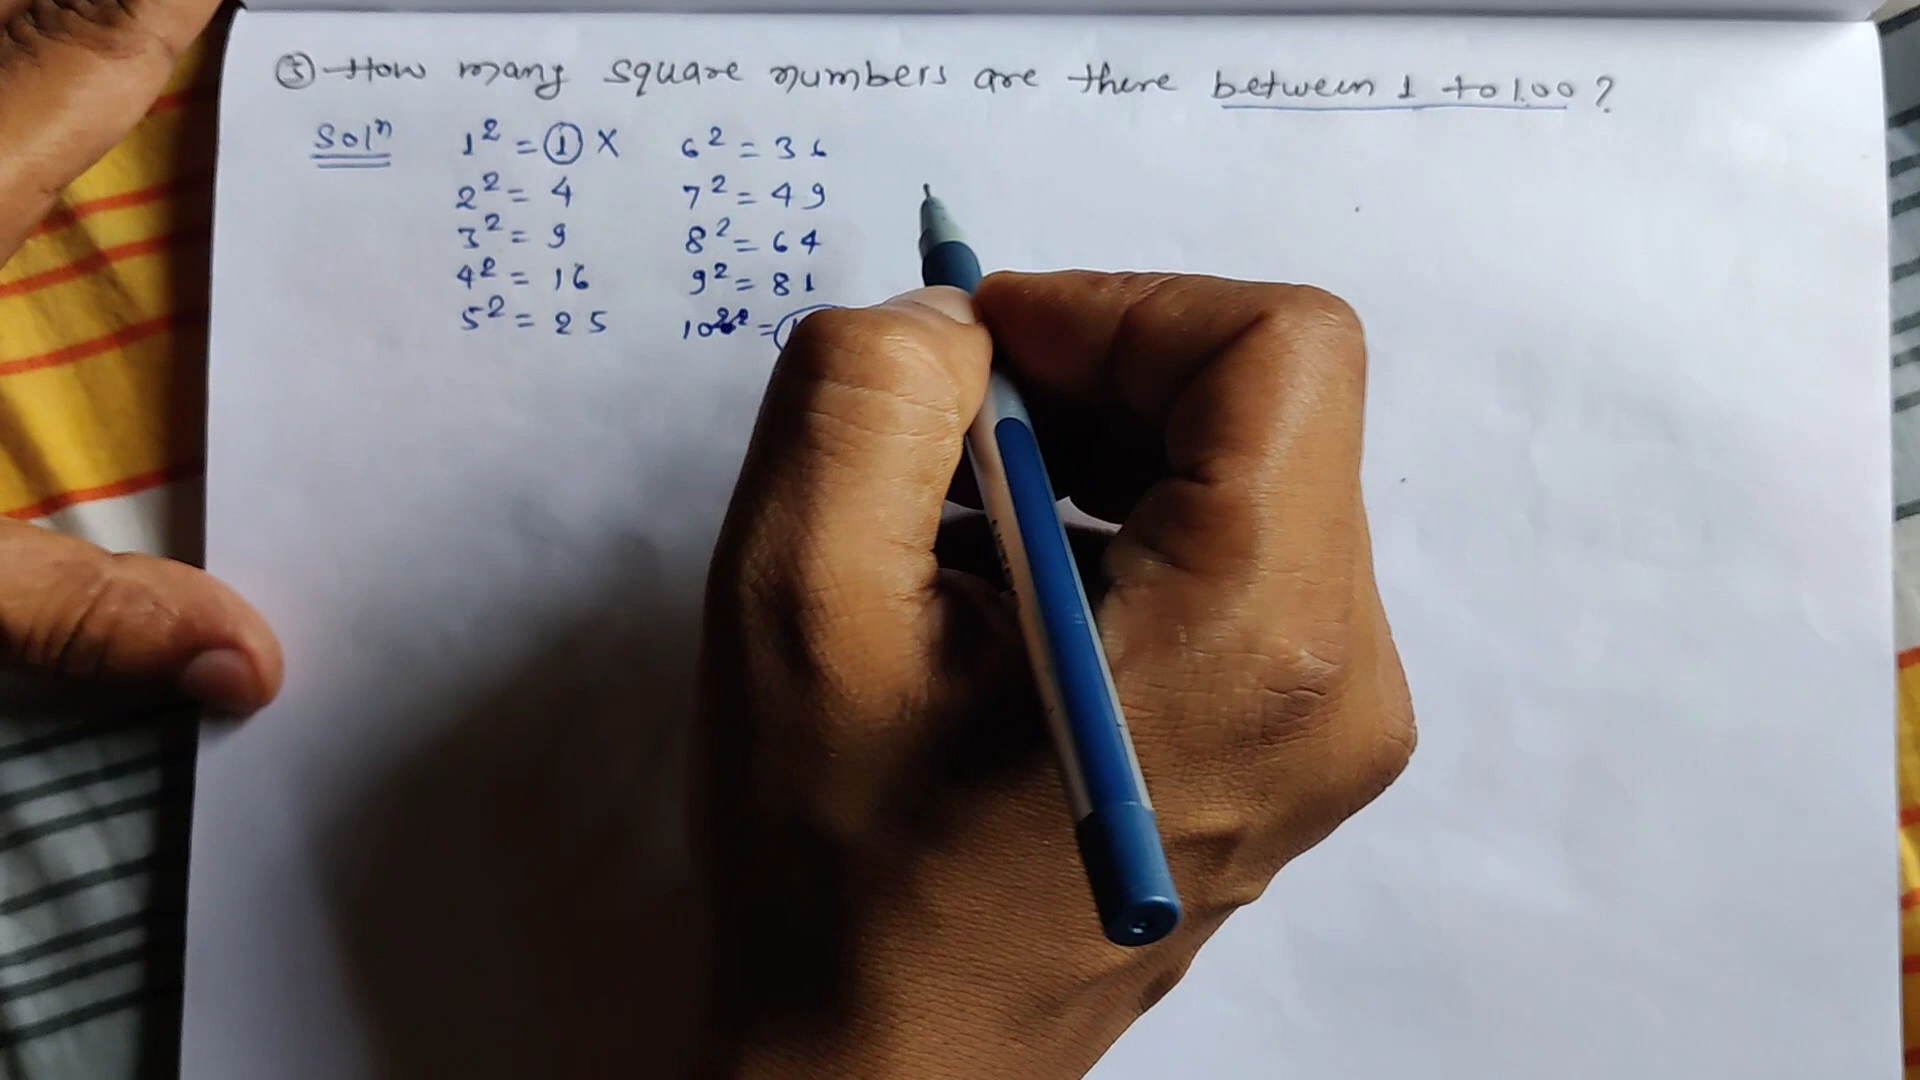 ③ How many square numbers are there between 1 to 100?
Solⁿ 1² = 1 X 6² = 36
2² = 4 7² = 49
3² = 9 8² = 64
4² = 16 9² = 81
5² = 25 10² =